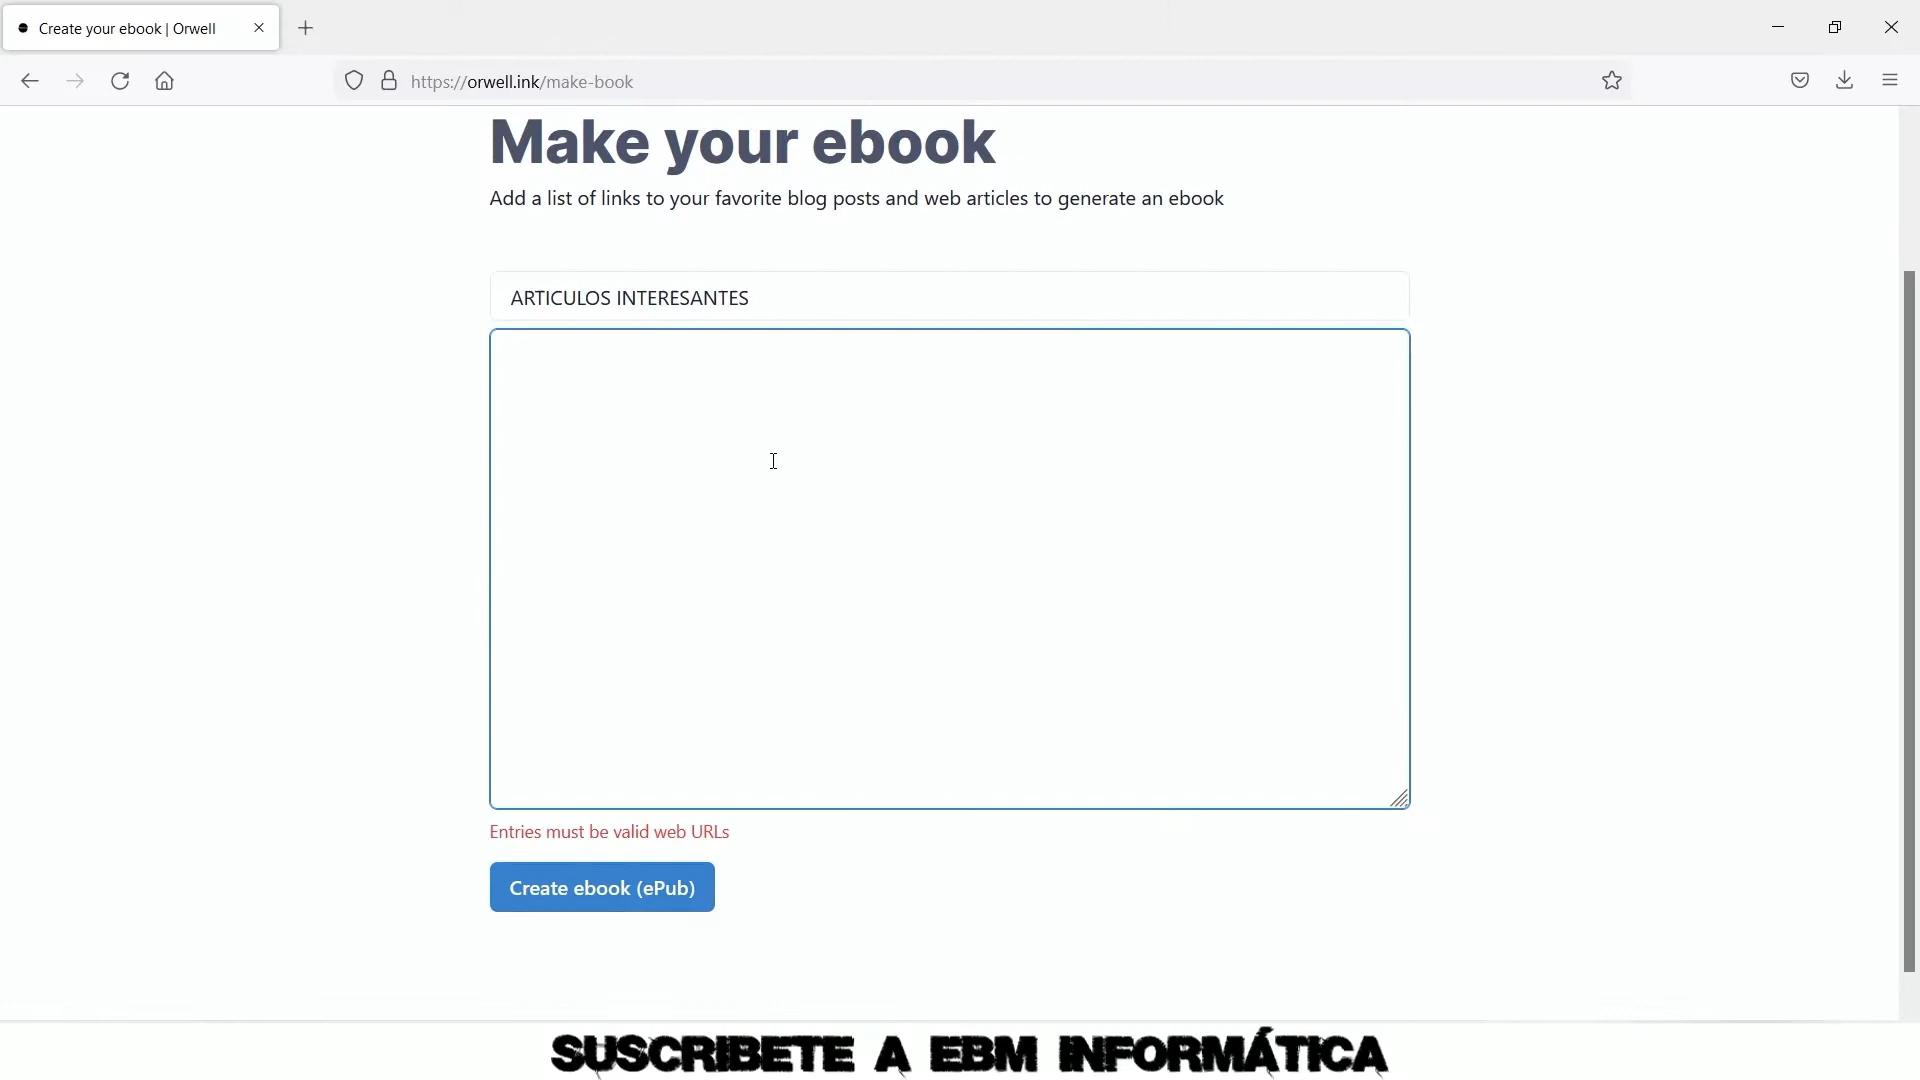 Create your ebook | Orwell
https://orwell.ink/make-book
Make your ebook
Add a list of links to your favorite blog posts and web articles to generate an ebook
ARTICULOS INTERESANTES
Entries must be valid web URLs
Create ebook (ePub)
SUSCRIBETE A EBM INFORMÁTICA